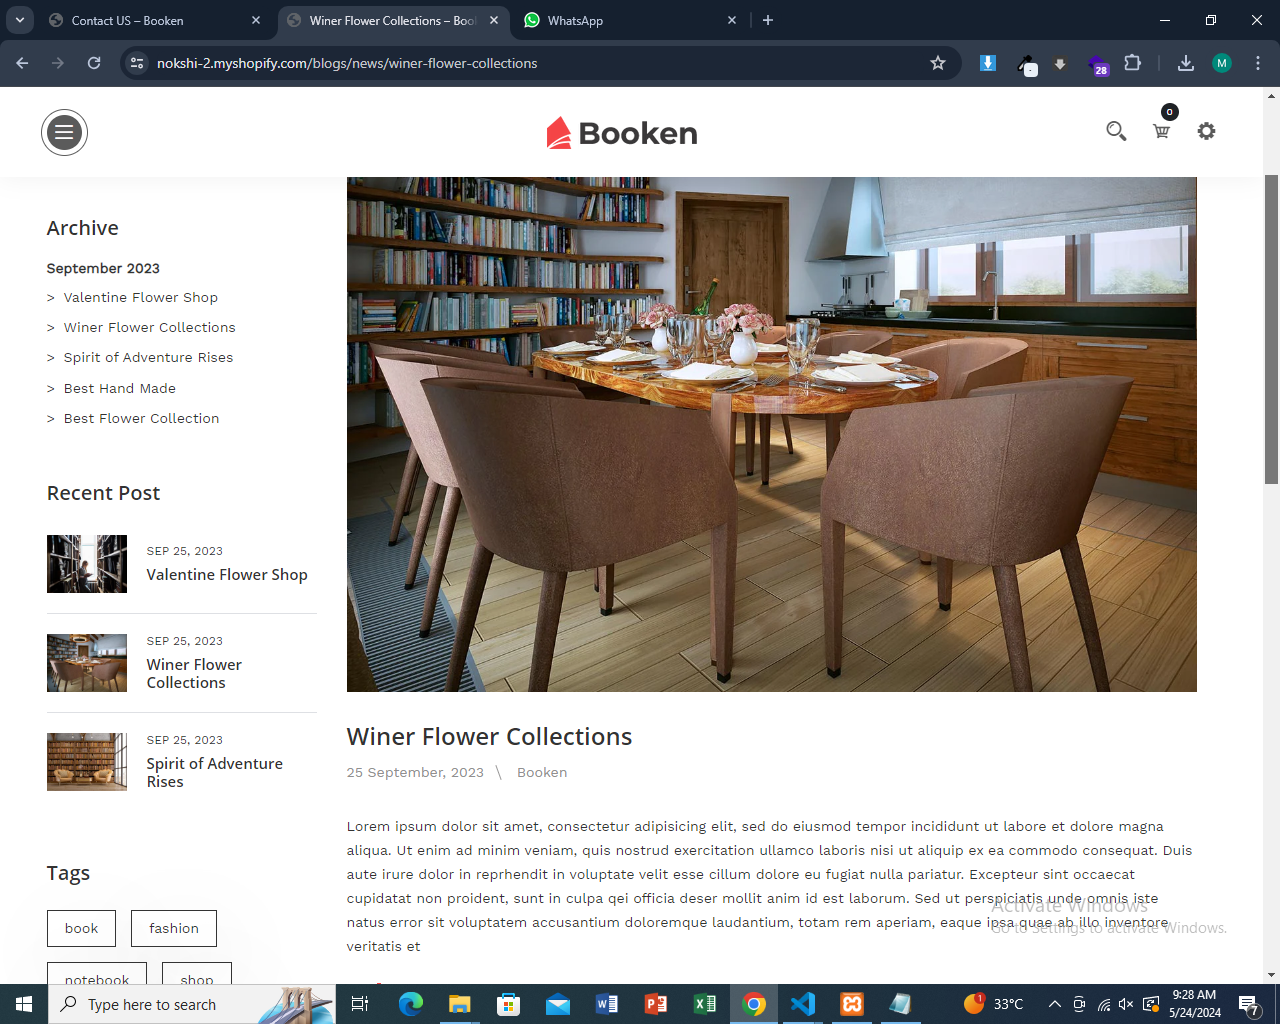 Contact US – Booken
Winer Flower Collections – Boo
WhatsApp
nokshi-2.myshopify.com/blogs/news/winer-flower-collections
28
M
Booken
0
Archive
September 2023
> Valentine Flower Shop
> Winer Flower Collections
> Spirit of Adventure Rises
> Best Hand Made
> Best Flower Collection
Recent Post
SEP 25, 2023
Valentine Flower Shop
SEP 25, 2023
Winer Flower
Collections
SEP 25, 2023
Spirit of Adventure
Rises
Tags
book
fashion
notebook
shop
Winer Flower Collections
25 September, 2023 \ Booken
Lorem ipsum dolor sit amet, consectetur adipisicing elit, sed do eiusmod tempor incididunt ut labore et dolore magna
aliqua. Ut enim ad minim veniam, quis nostrud exercitation ullamco laboris nisi ut aliquip ex ea commodo consequat. Duis
aute irure dolor in reprhendit in voluptate velit esse cillum dolore eu fugiat nulla pariatur. Excepteur sint occaecat
cupidatat non proident, sunt in culpa qei officia deser mollit anim id est laborum. Sed ut perspiciatis unde omnis iste
natus error sit voluptatem accusantium doloremque laudantium, totam rem aperiam, eaque ipsa quae ab illo inventore
veritatis et
Activate Windows
Go to Settings to activate Windows.
Type here to search
1
33°C
9:28 AM
5/24/2024
7